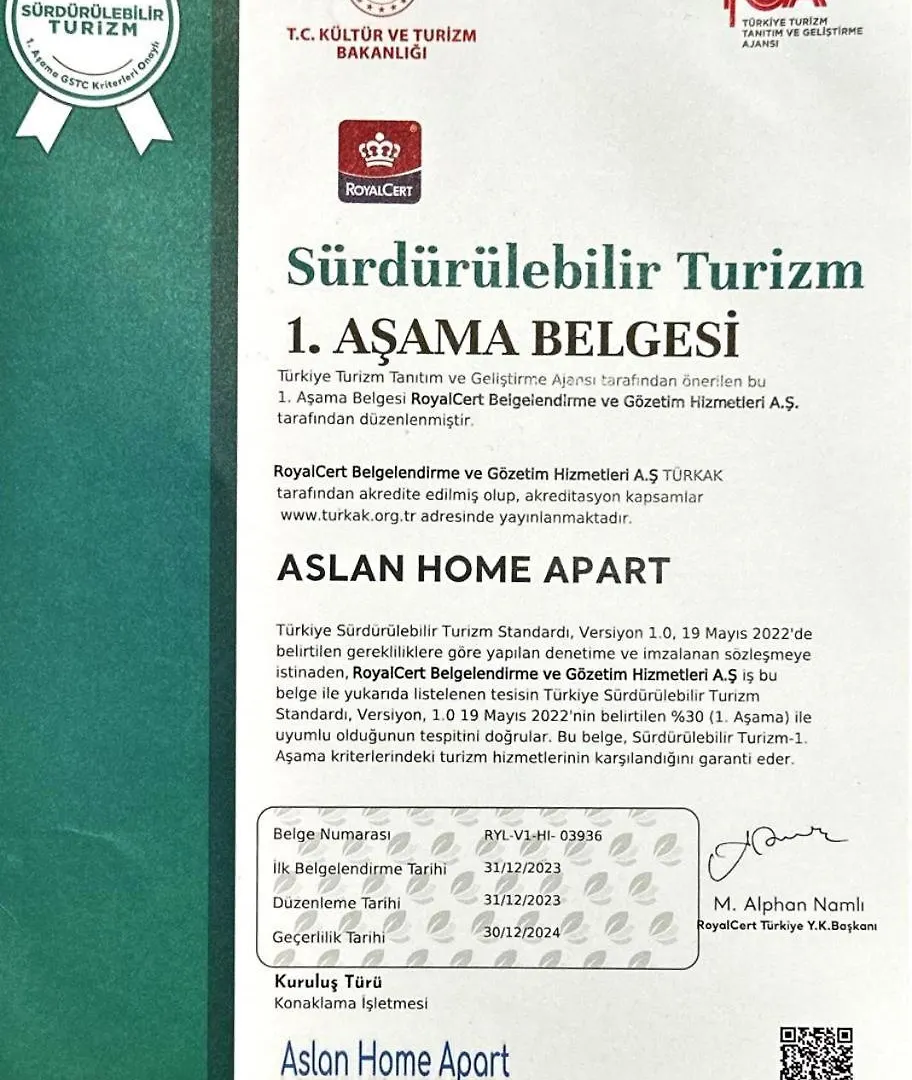 SÜRDÜRÜLEBİLİR
TURİZM
1. Aşama GSTC Kriterleri Onaylı
T.C. KÜLTÜR VE TURİZM
BAKANLIĞI
TÜRKİYE TURİZM
TANITIM VE GELİŞTİRME
AJANSI
ROYALCERT
Sürdürülebilir Turizm
1. AŞAMA BELGESİ
Türkiye Turizm Tanıtım ve Geliştirme Ajansı tarafından önerilen bu
1. Aşama Belgesi RoyalCert Belgelendirme ve Gözetim Hizmetleri A.Ş.
tarafından düzenlenmiştir.
RoyalCert Belgelendirme ve Gözetim Hizmetleri A.Ş TÜRKAK
tarafından akredite edilmiş olup, akreditasyon kapsamlar
www.turkak.org.tr adresinde yayınlanmaktadır.
ASLAN HOME APART
Türkiye Sürdürülebilir Turizm Standardı, Versiyon 1.0, 19 Mayıs 2022'de
belirtilen gerekliliklere göre yapılan denetime ve imzalanan sözleşmeye
istinaden, RoyalCert Belgelendirme ve Gözetim Hizmetleri A.Ş iş bu
belge ile yukarıda listelenen tesisin Türkiye Sürdürülebilir Turizm
Standardı, Versiyon, 1.0 19 Mayıs 2022'nin belirtilen %30 (1. Aşama) ile
uyumlu olduğunun tespitini doğrular. Bu belge, Sürdürülebilir Turizm-1.
Aşama kriterlerindeki turizm hizmetlerinin karşılandığını garanti eder.
Belge Numarası RYL-V1-HI- 03936
İlk Belgelendirme Tarihi 31/12/2023
Düzenleme Tarihi 31/12/2023
Geçerlilik Tarihi 30/12/2024
M. Alphan Namlı
RoyalCert Türkiye Y.K.Başkanı
Kuruluş Türü
Konaklama İşletmesi
Aslan Home Apart